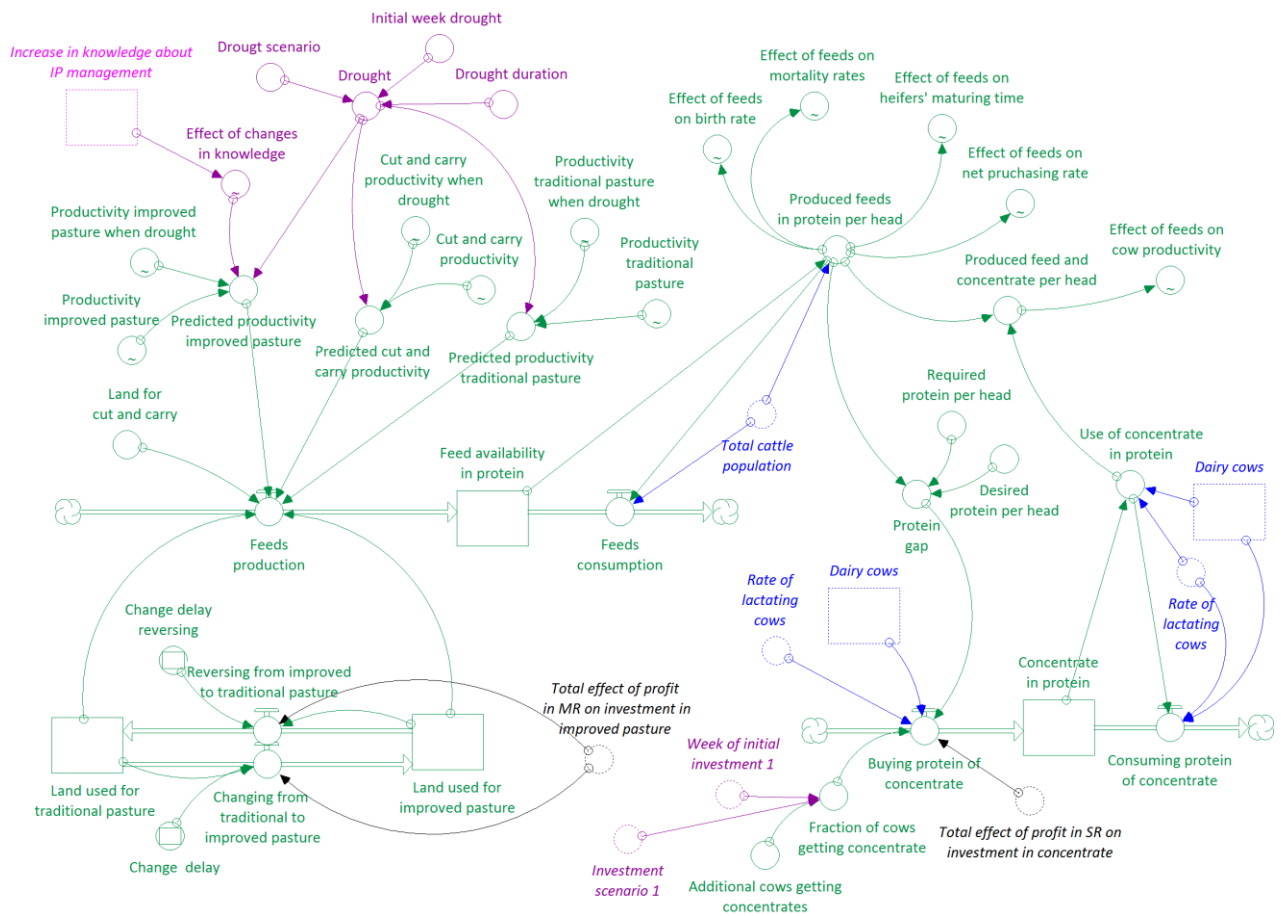 Increase in knowledge about
IP management
Drougt scenario
Initial week drought
Drought
Drought duration
Effect of changes
in knowledge
Cut and carry
productivity when
drought
Productivity
traditional pasture
when drought
Productivity improved
pasture when drought
Cut and carry
productivity
Productivity
traditional
pasture
Productivity
improved pasture
Predicted productivity
improved pasture
Predicted cut and
carry productivity
Predicted productivity
traditional pasture
Land for
cut and carry
Effect of feeds on
mortality rates
Effect of feeds
on birth rate
Effect of feeds on
heifers' maturing time
Effect of feeds on
net pruchasing rate
Produced feeds
in protein per head
Effect of feeds on
cow productivity
Produced feed and
concentrate per head
Required
protein per head
Total cattle
population
Feed availability
in protein
Use of concentrate
in protein
Dairy cows
Desired
protein per head
Protein
gap
Feeds
production
Feeds
consumption
Rate of
lactating
cows
Dairy cows
Rate of
lactating
cows
Change delay
reversing
Reversing from improved
to traditional pasture
Total effect of profit
in MR on investment in
improved pasture
Concentrate
in protein
Week of initial
investment 1
Land used for
traditional pasture
Changing from
traditional to
improved pasture
Land used for
improved pasture
Buying protein of
concentrate
Consuming protein
of concentrate
Change  delay
Fraction of cows
getting concentrate
Total effect of profit in SR on
investment in concentrate
Investment
scenario 1
Additional cows getting
concentrates